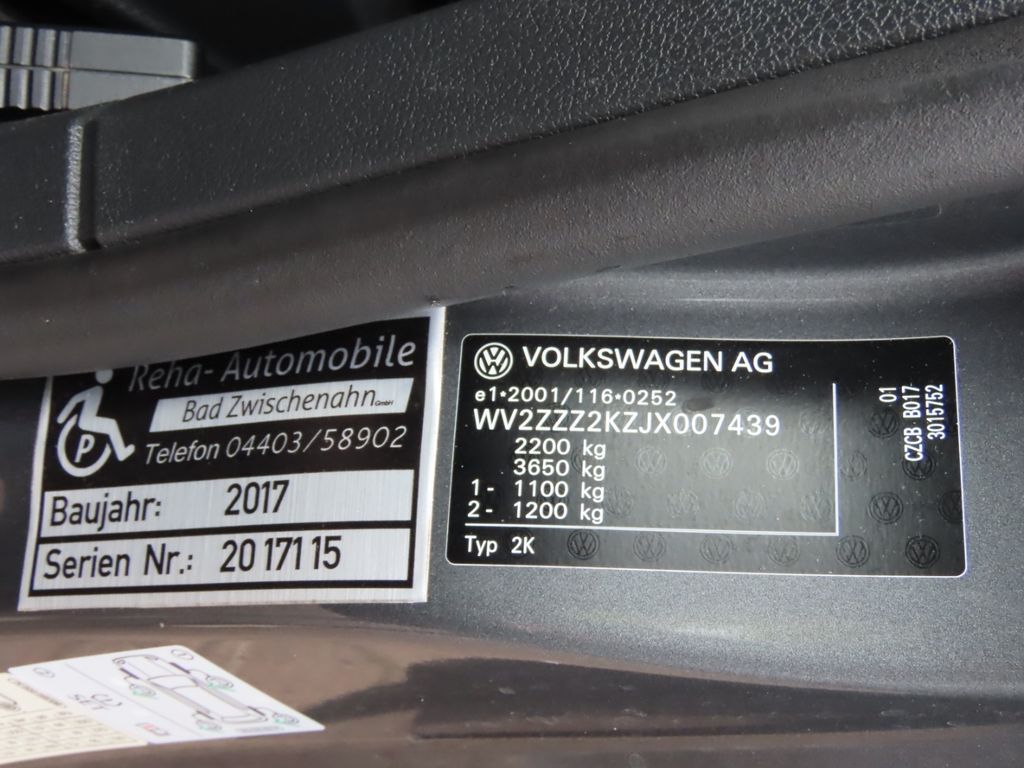 Reha-Automobile
Bad Zwischenahn GmbH
P
Telefon 04403/58902
Baujahr: 2017
Serien Nr.: 20 171 15
VOLKSWAGEN AG
e1*2001/116*0252
WV2ZZZ2KZJX007439
2200 kg
3650 kg
1- 1100 kg
2- 1200 kg
Typ 2K
01
CZCB B017
3015752